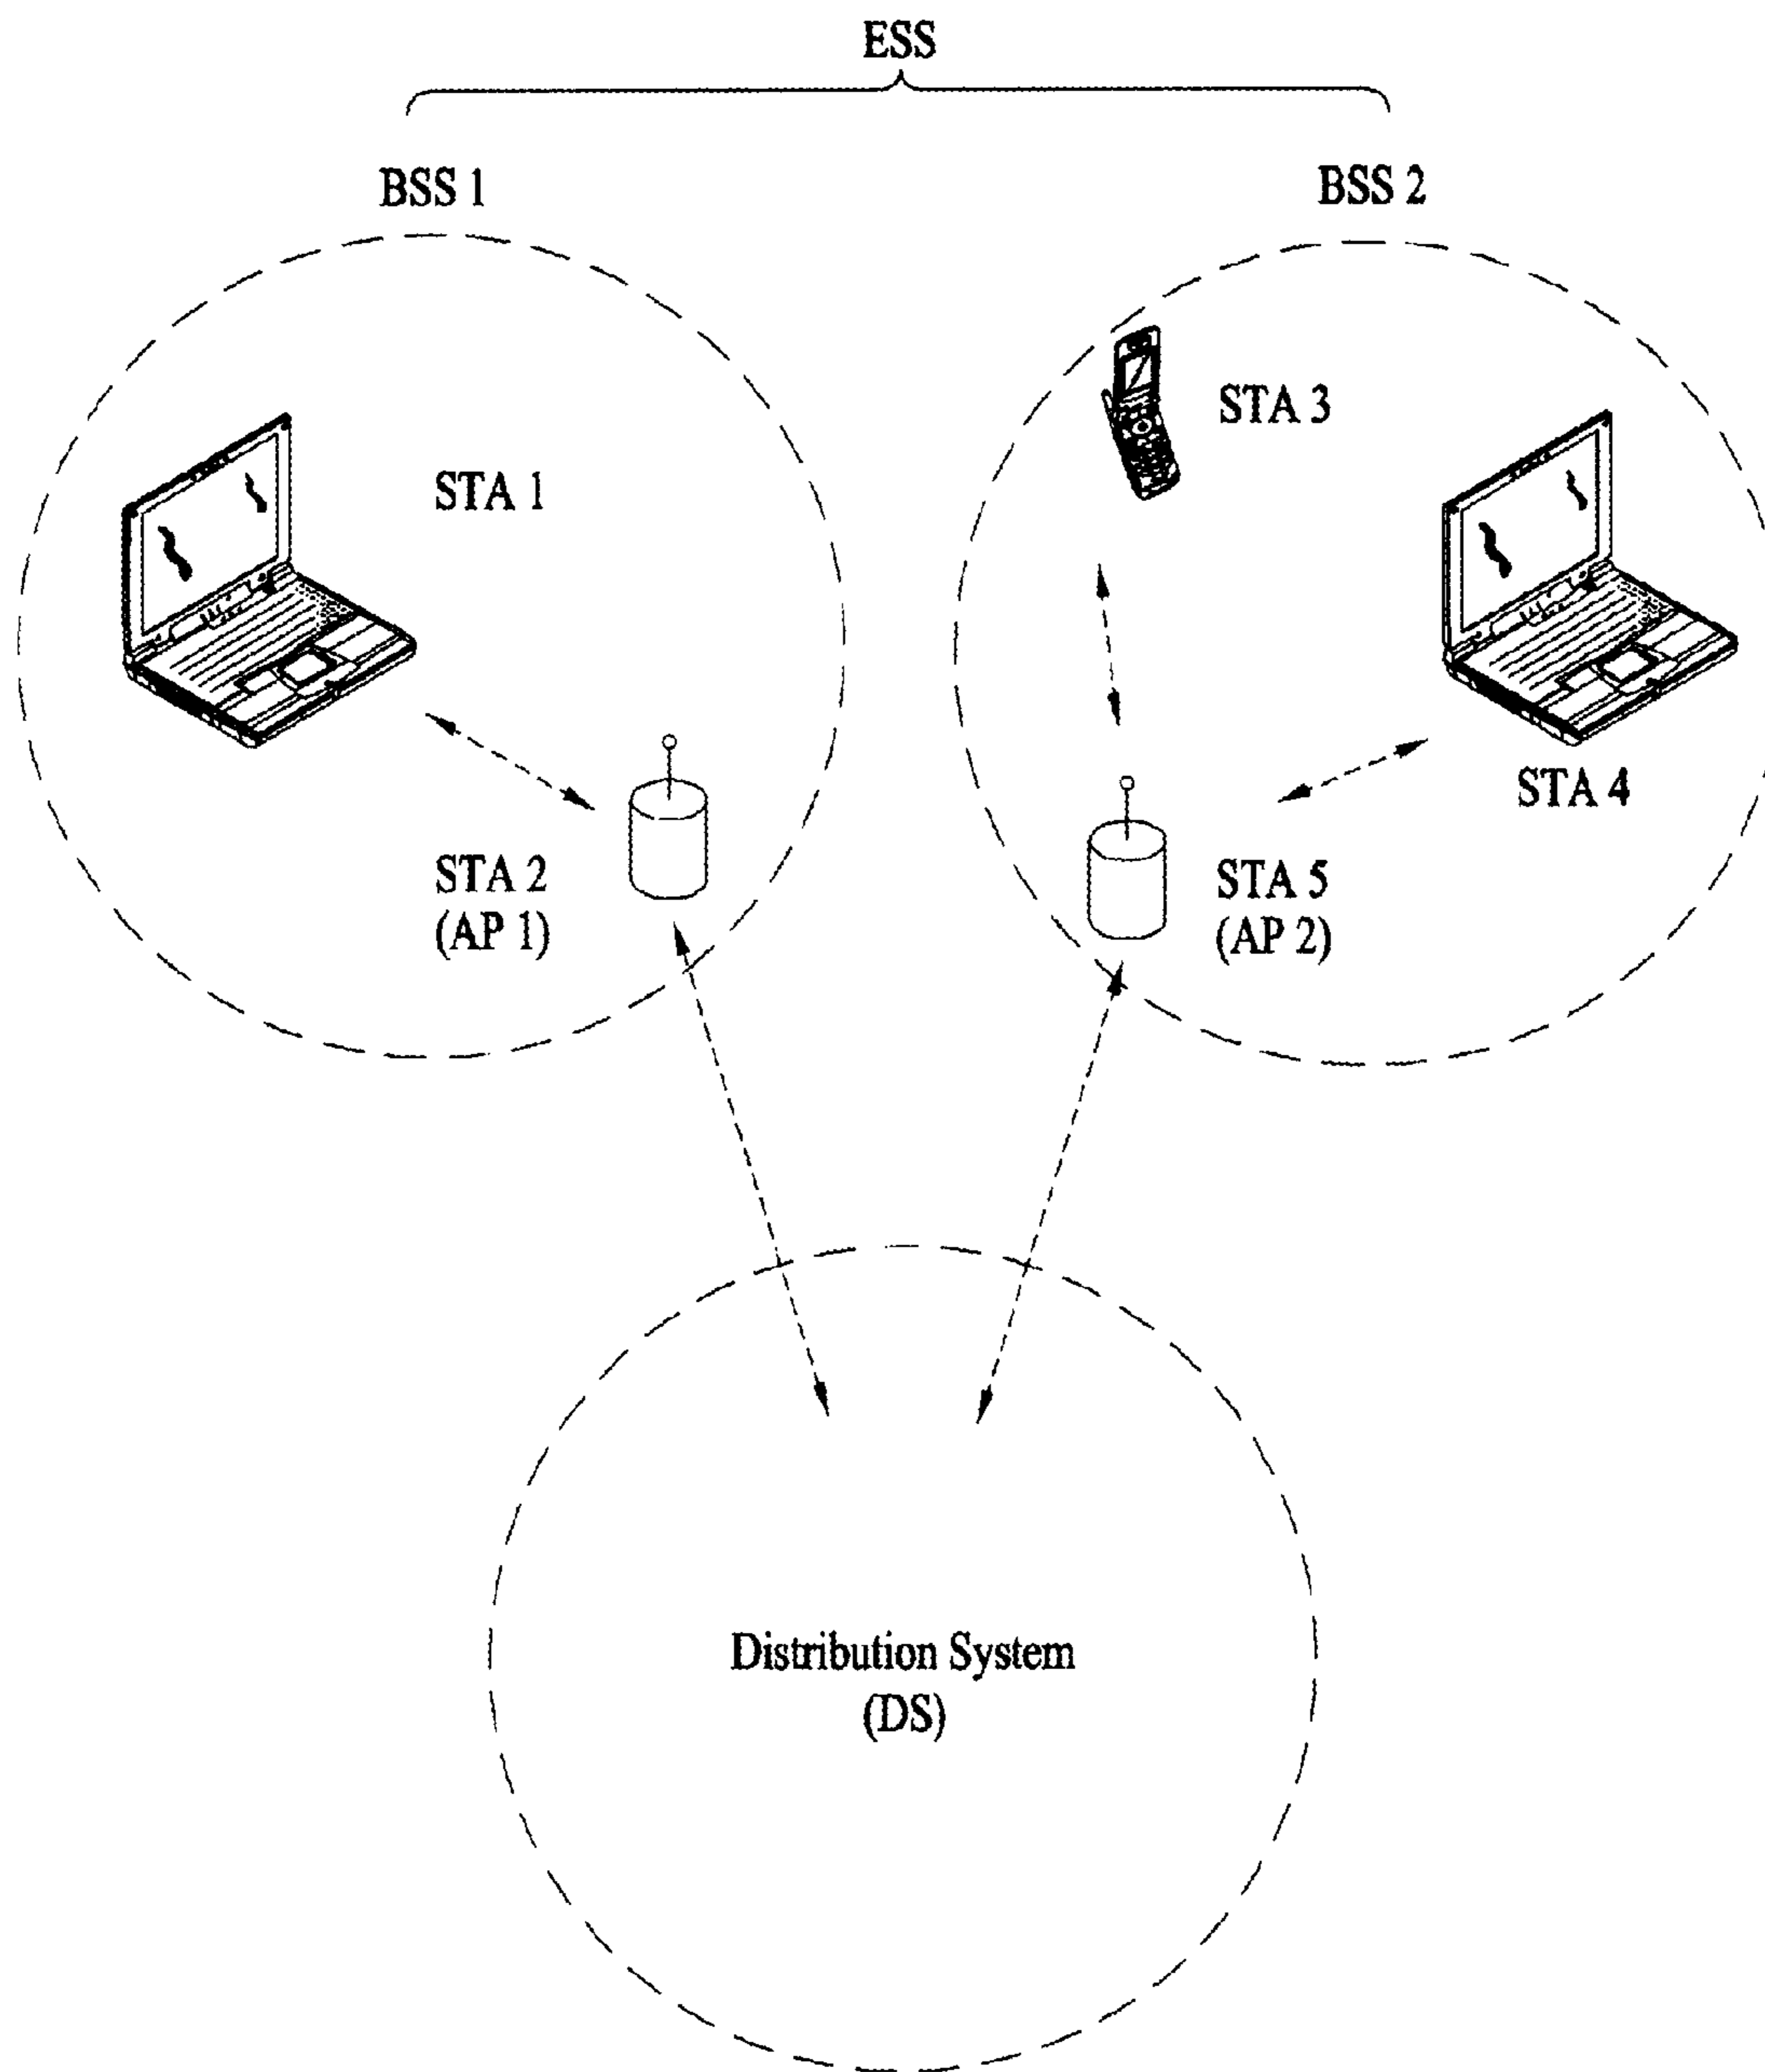 ESS
BSS 1
BSS 2
STA 1
STA 3
STA 4
STA 2
(AP 1)
STA 5
(AP 2)
Distribution System
(DS)